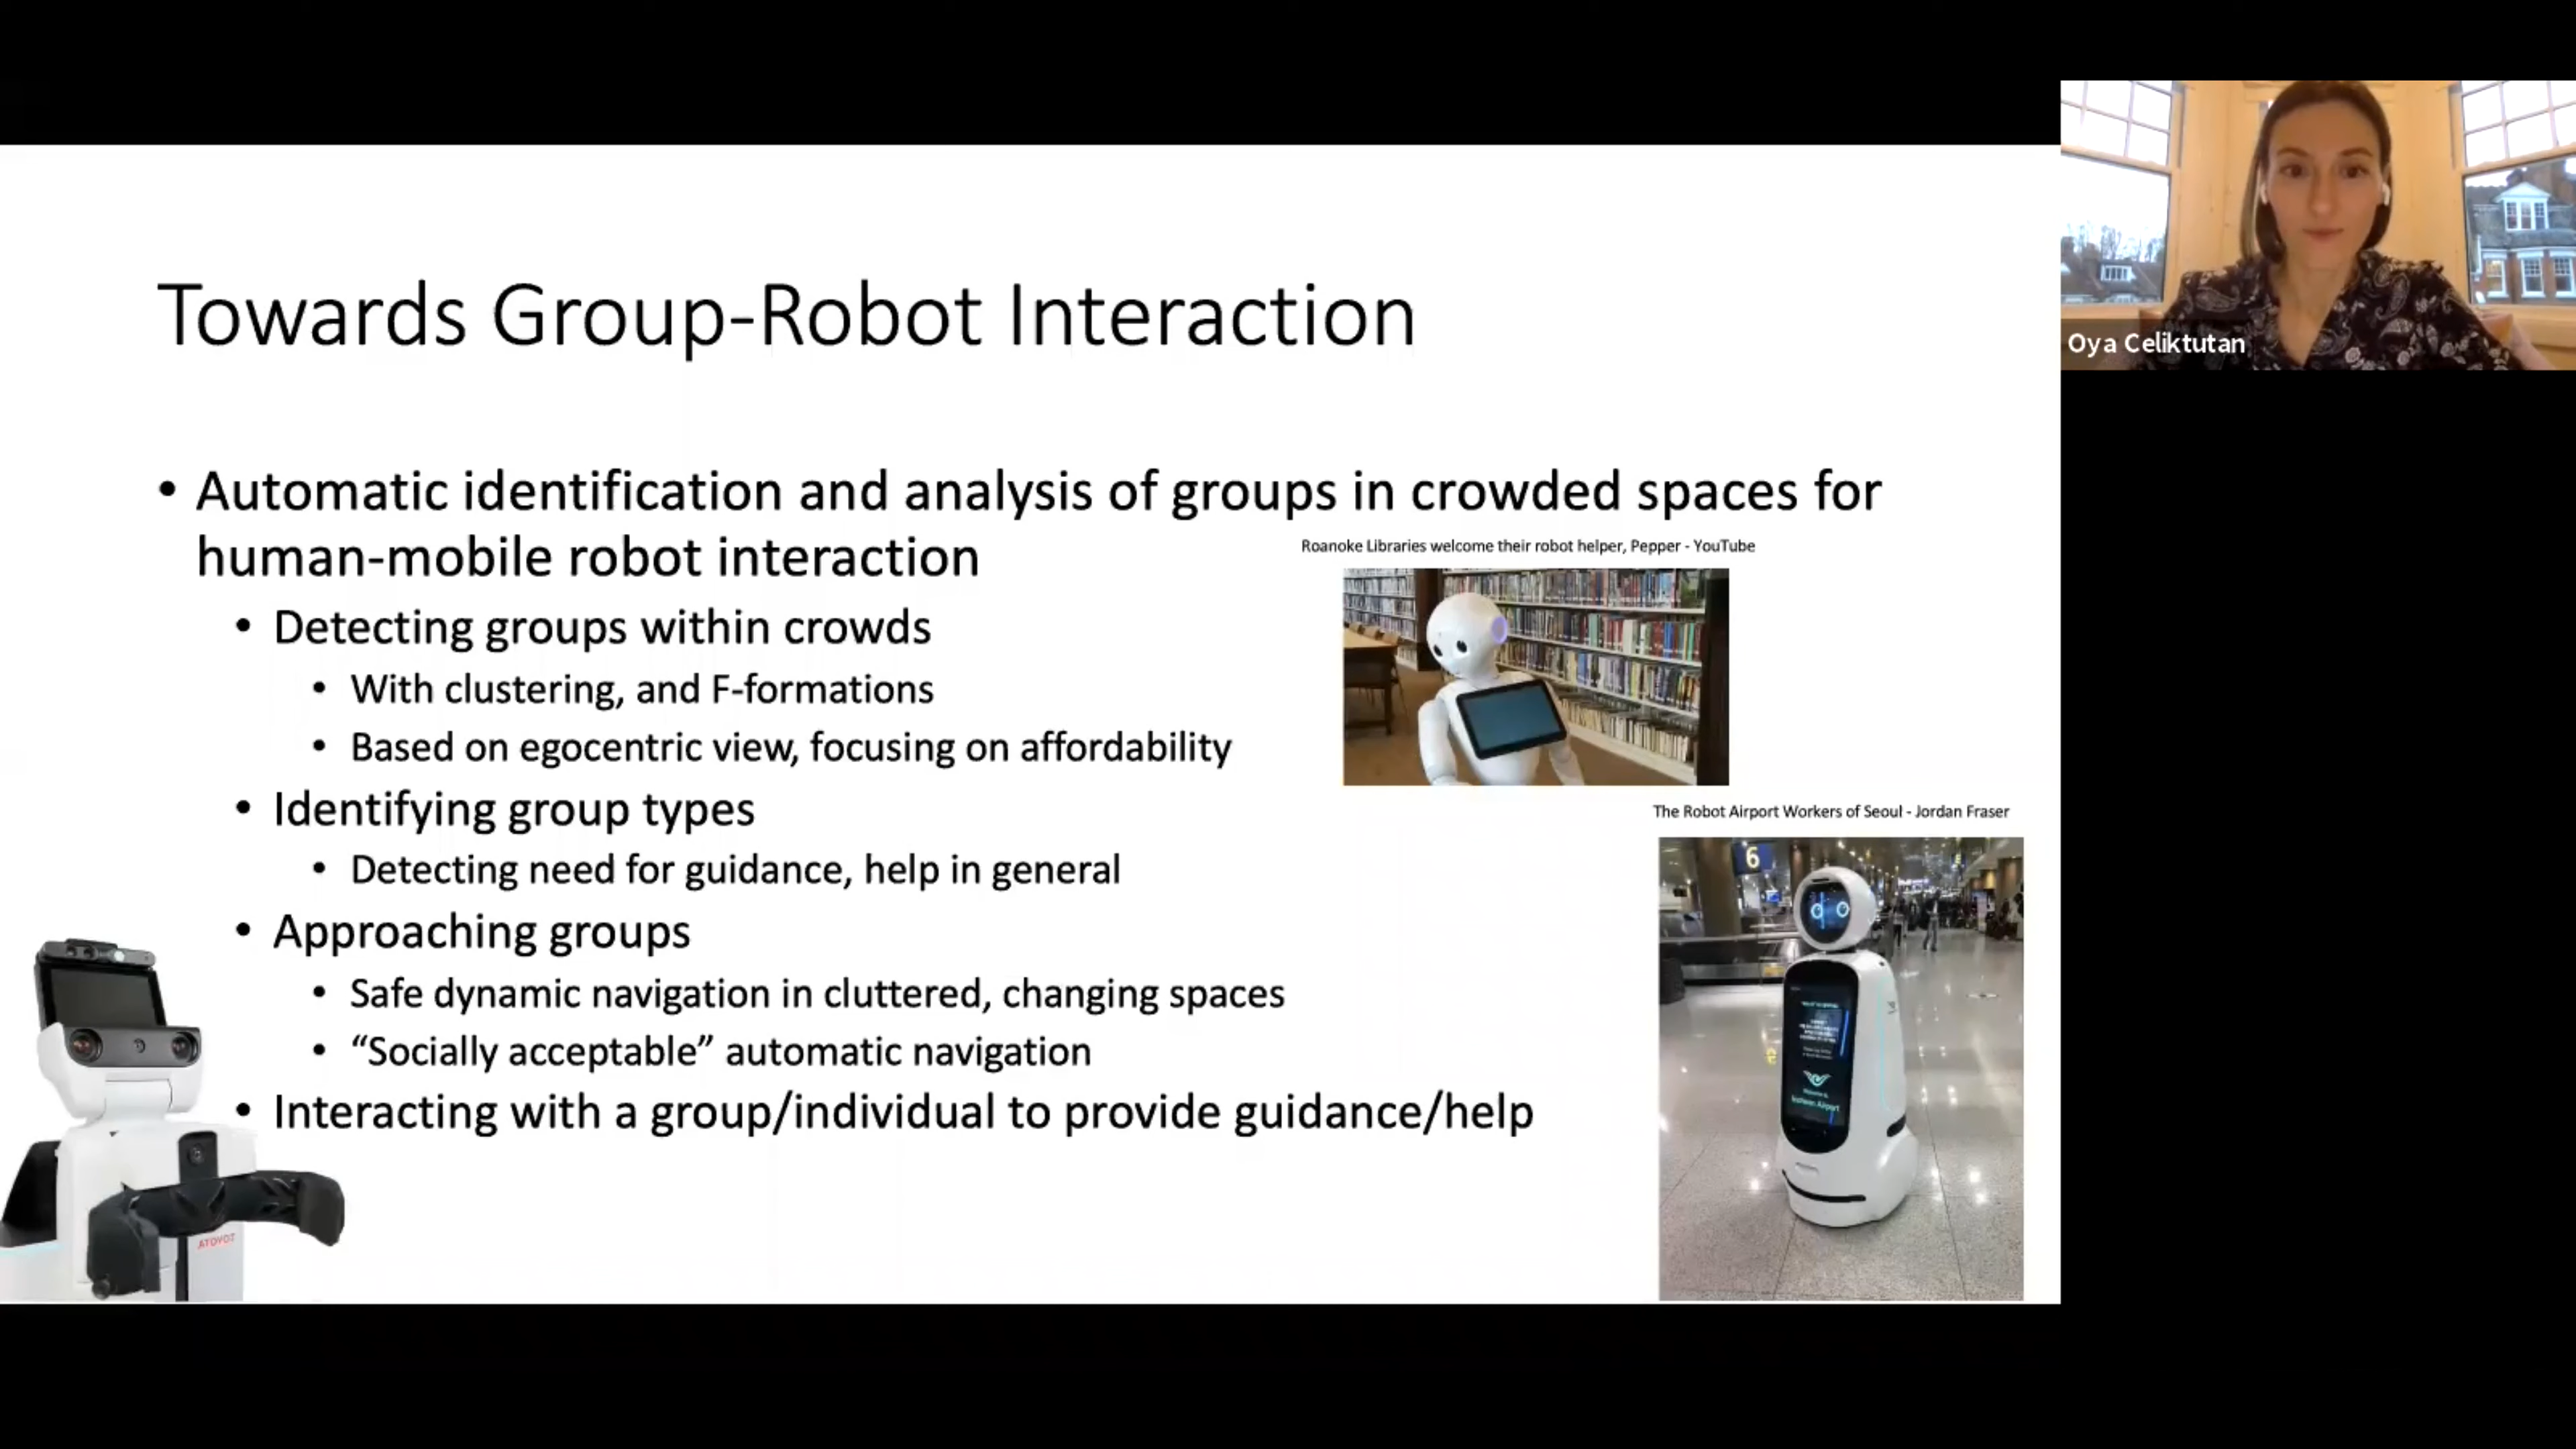 Towards Group-Robot Interaction
• Automatic identification and analysis of groups in crowded spaces for
human-mobile robot interaction
Roanoke Libraries welcome their robot helper, Pepper - YouTube
• Detecting groups within crowds
• With clustering, and F-formations
• Based on egocentric view, focusing on affordability
• Identifying group types
The Robot Airport Workers of Seoul - Jordan Fraser
• Detecting need for guidance, help in general
6
• Approaching groups
• Safe dynamic navigation in cluttered, changing spaces
• “Socially acceptable” automatic navigation
• Interacting with a group/individual to provide guidance/help
Incheon Airport
Oya Celiktutan